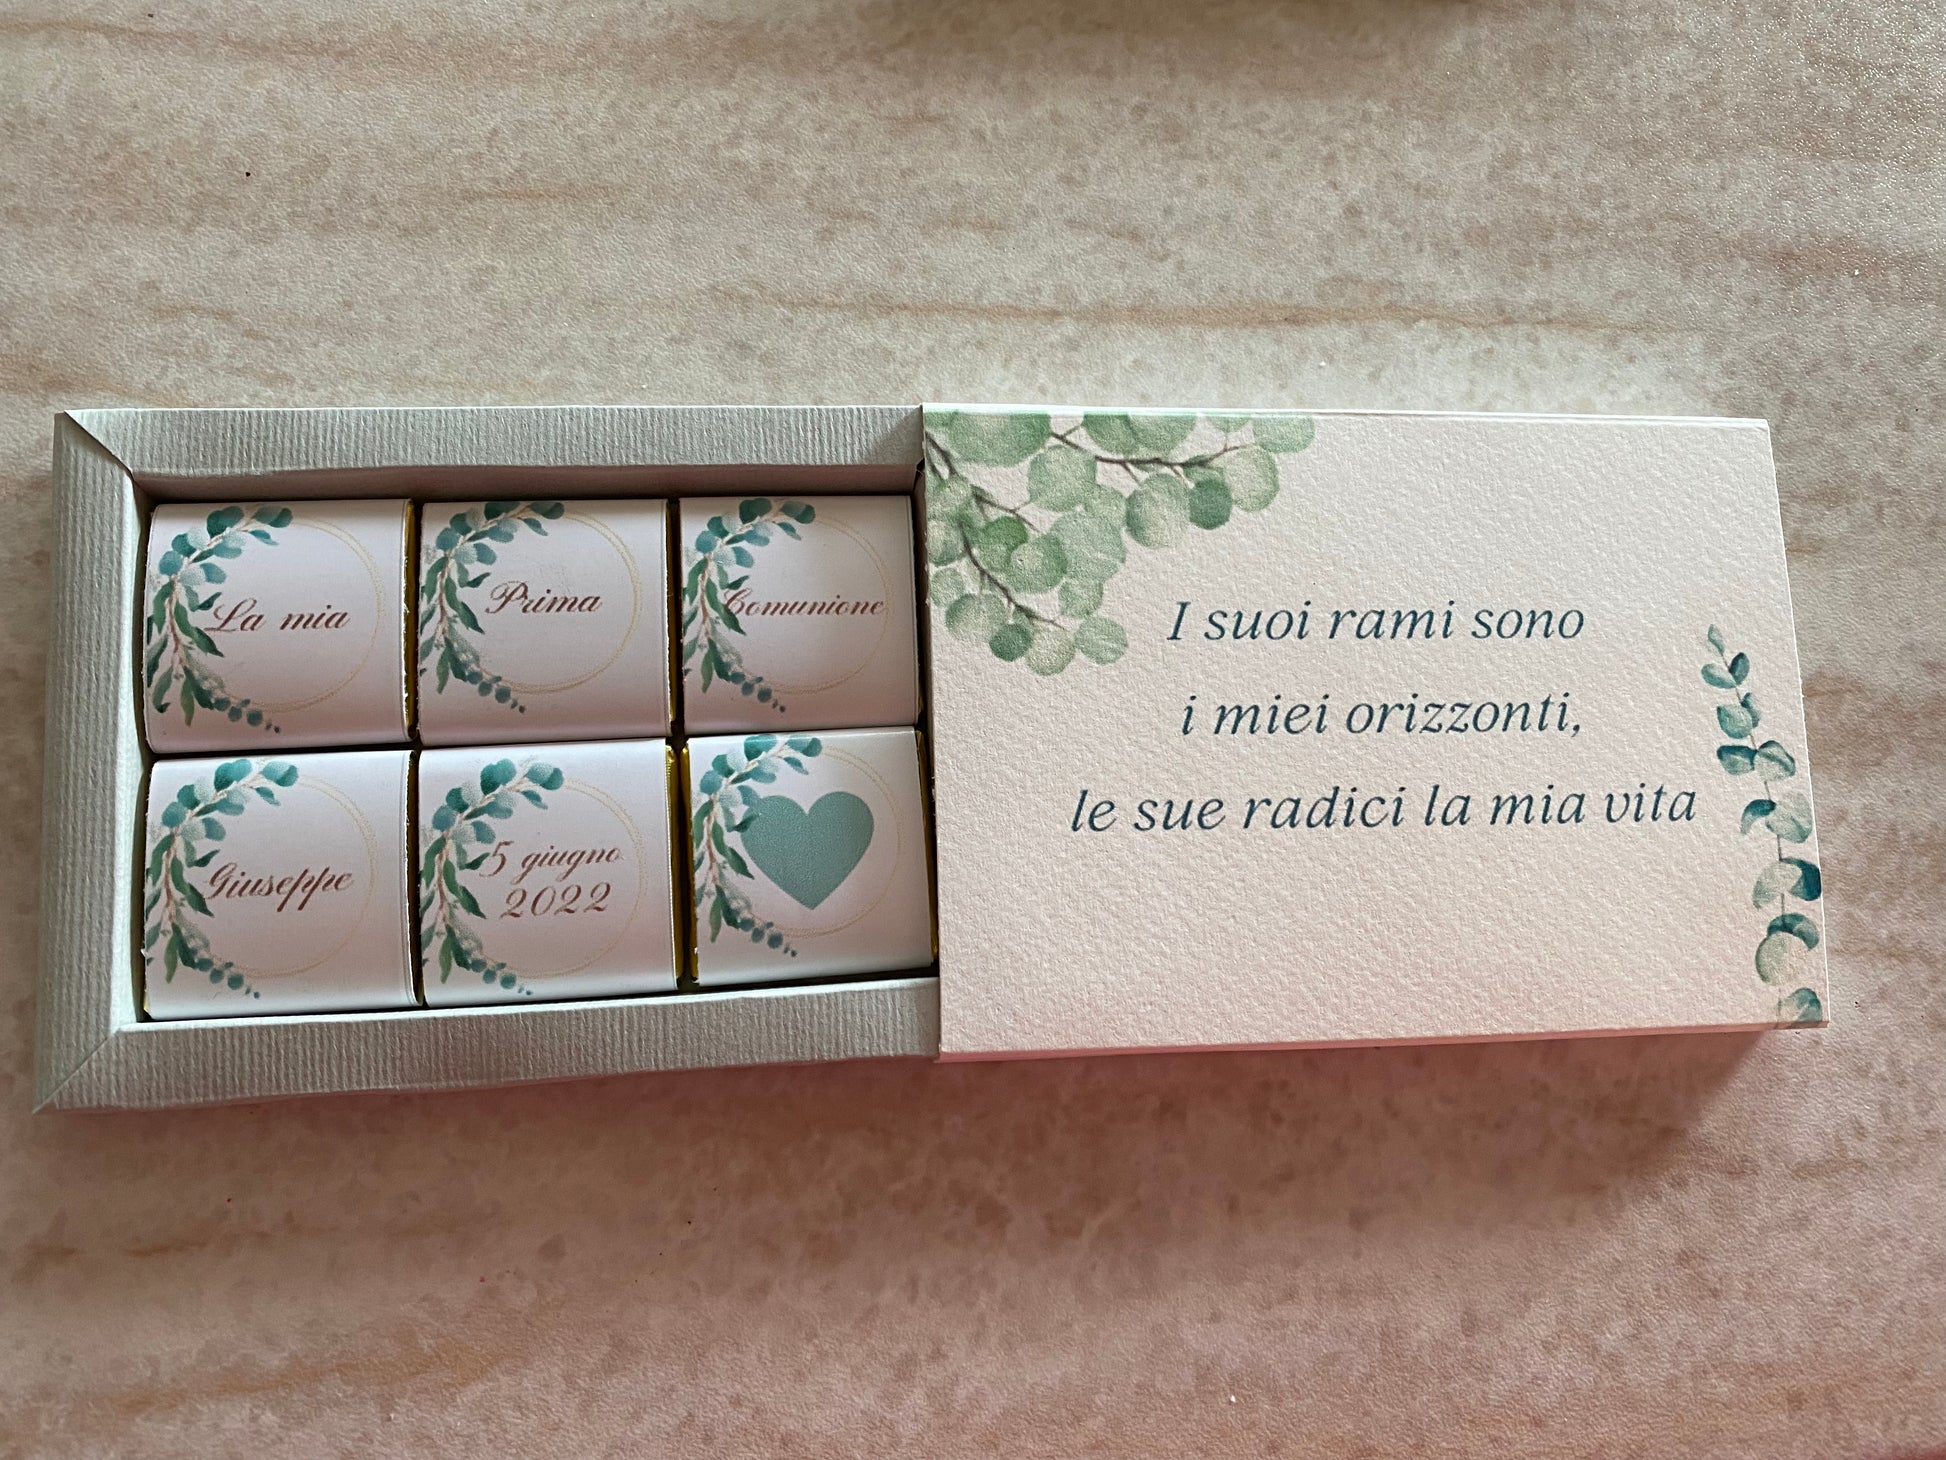 La mia
Prima
Comunione
Giuseppe
5 giugno
2022
I suoi rami sono
i miei orizzonti,
le sue radici la mia vita